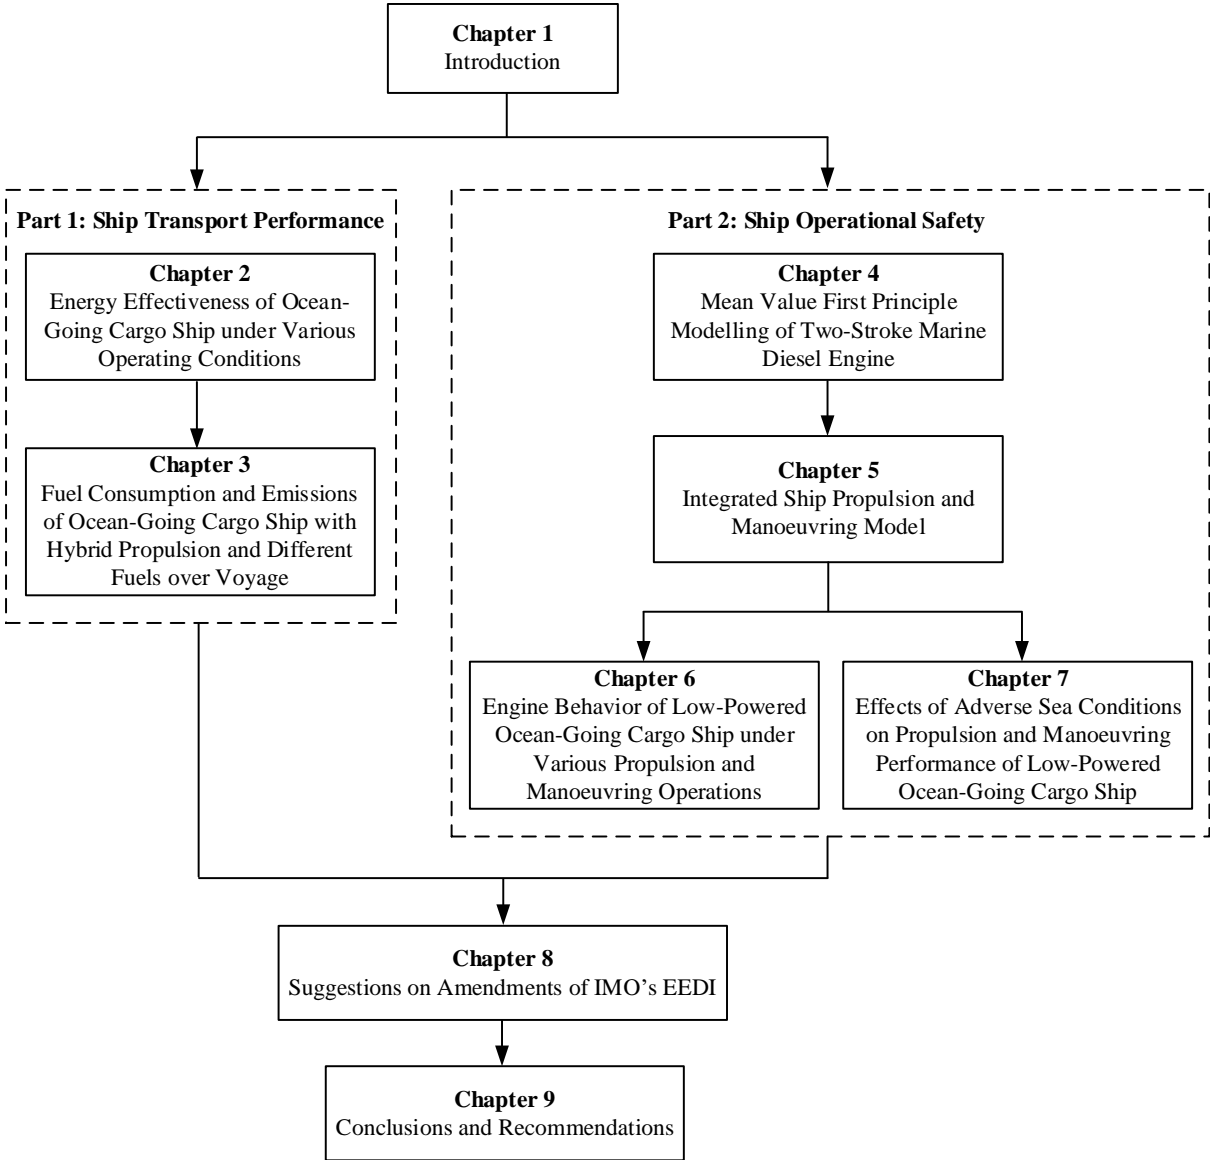 Chapter 1
Introduction
Part 1: Ship Transport Performance
Chapter 2
Energy Effectiveness of Ocean-
Going Cargo Ship under Various
Operating Conditions
Chapter 3
Fuel Consumption and Emissions
of Ocean-Going Cargo Ship with
Hybrid Propulsion and Different
Fuels over Voyage
Part 2: Ship Operational Safety
Chapter 4
Mean Value First Principle
Modelling of Two-Stroke Marine
Diesel Engine
Chapter 5
Integrated Ship Propulsion and
Manoeuvring Model
Chapter 6
Engine Behavior of Low-Powered
Ocean-Going Cargo Ship under
Various Propulsion and
Manoeuvring Operations
Chapter 7
Effects of Adverse Sea Conditions
on Propulsion and Manoeuvring
Performance of Low-Powered
Ocean-Going Cargo Ship
Chapter 8
Suggestions on Amendments of IMO’s EEDI
Chapter 9
Conclusions and Recommendations